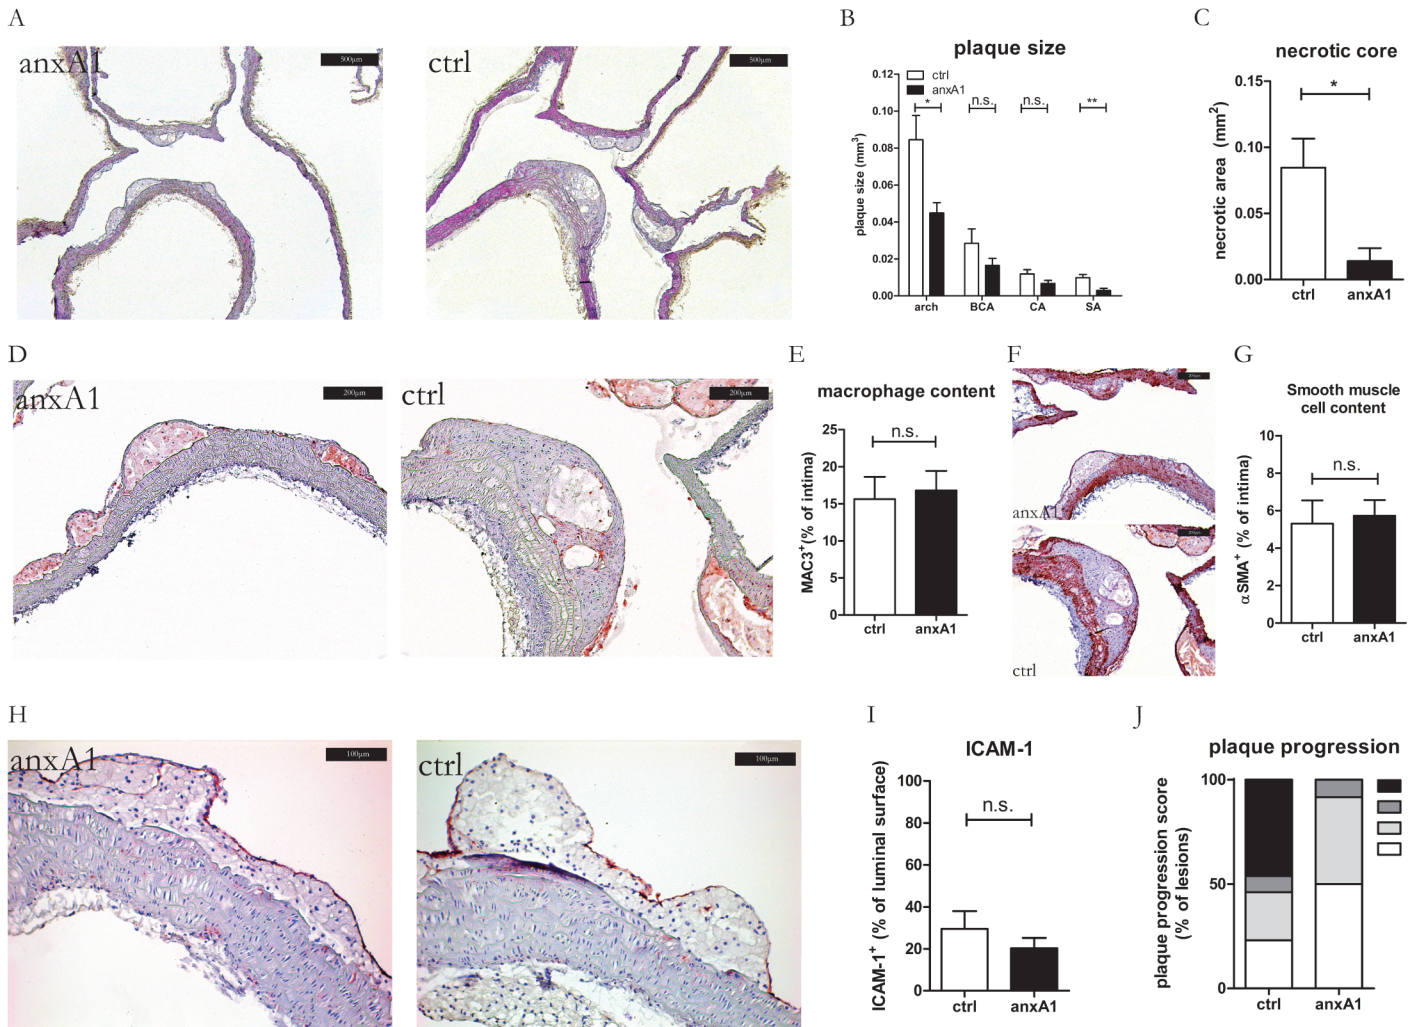 A
anxA1
500µm
ctrl
500µm
B
plaque size
plaque size (mm³)
0.12
0.10
0.08
0.06
0.04
0.02
0.00
ctrl
anxA1
*
n.s.
n.s.
**
arch
BCA
CA
SA
C
necrotic core
necrotic area (mm²)
0.15
0.10
0.05
0.00
*
ctrl
anxA1
D
anxA1
200µm
ctrl
200µm
E
macrophage content
MAC3⁺(% of intima)
25
20
15
10
5
0
n.s.
ctrl
anxA1
F
200µm
anxA1
200µm
ctrl
G
Smooth muscle
cell content
αSMA⁺ (% of intima)
10
8
6
4
2
0
n.s.
ctrl
anxA1
H
anxA1
100µm
ctrl
100µm
I
ICAM-1
ICAM-1⁺ (% of luminal surface)
100
80
60
40
20
0
n.s.
ctrl
anxA1
J
plaque progression
plaque progression score
(% of lesions)
100
50
0
ctrl
anxA1